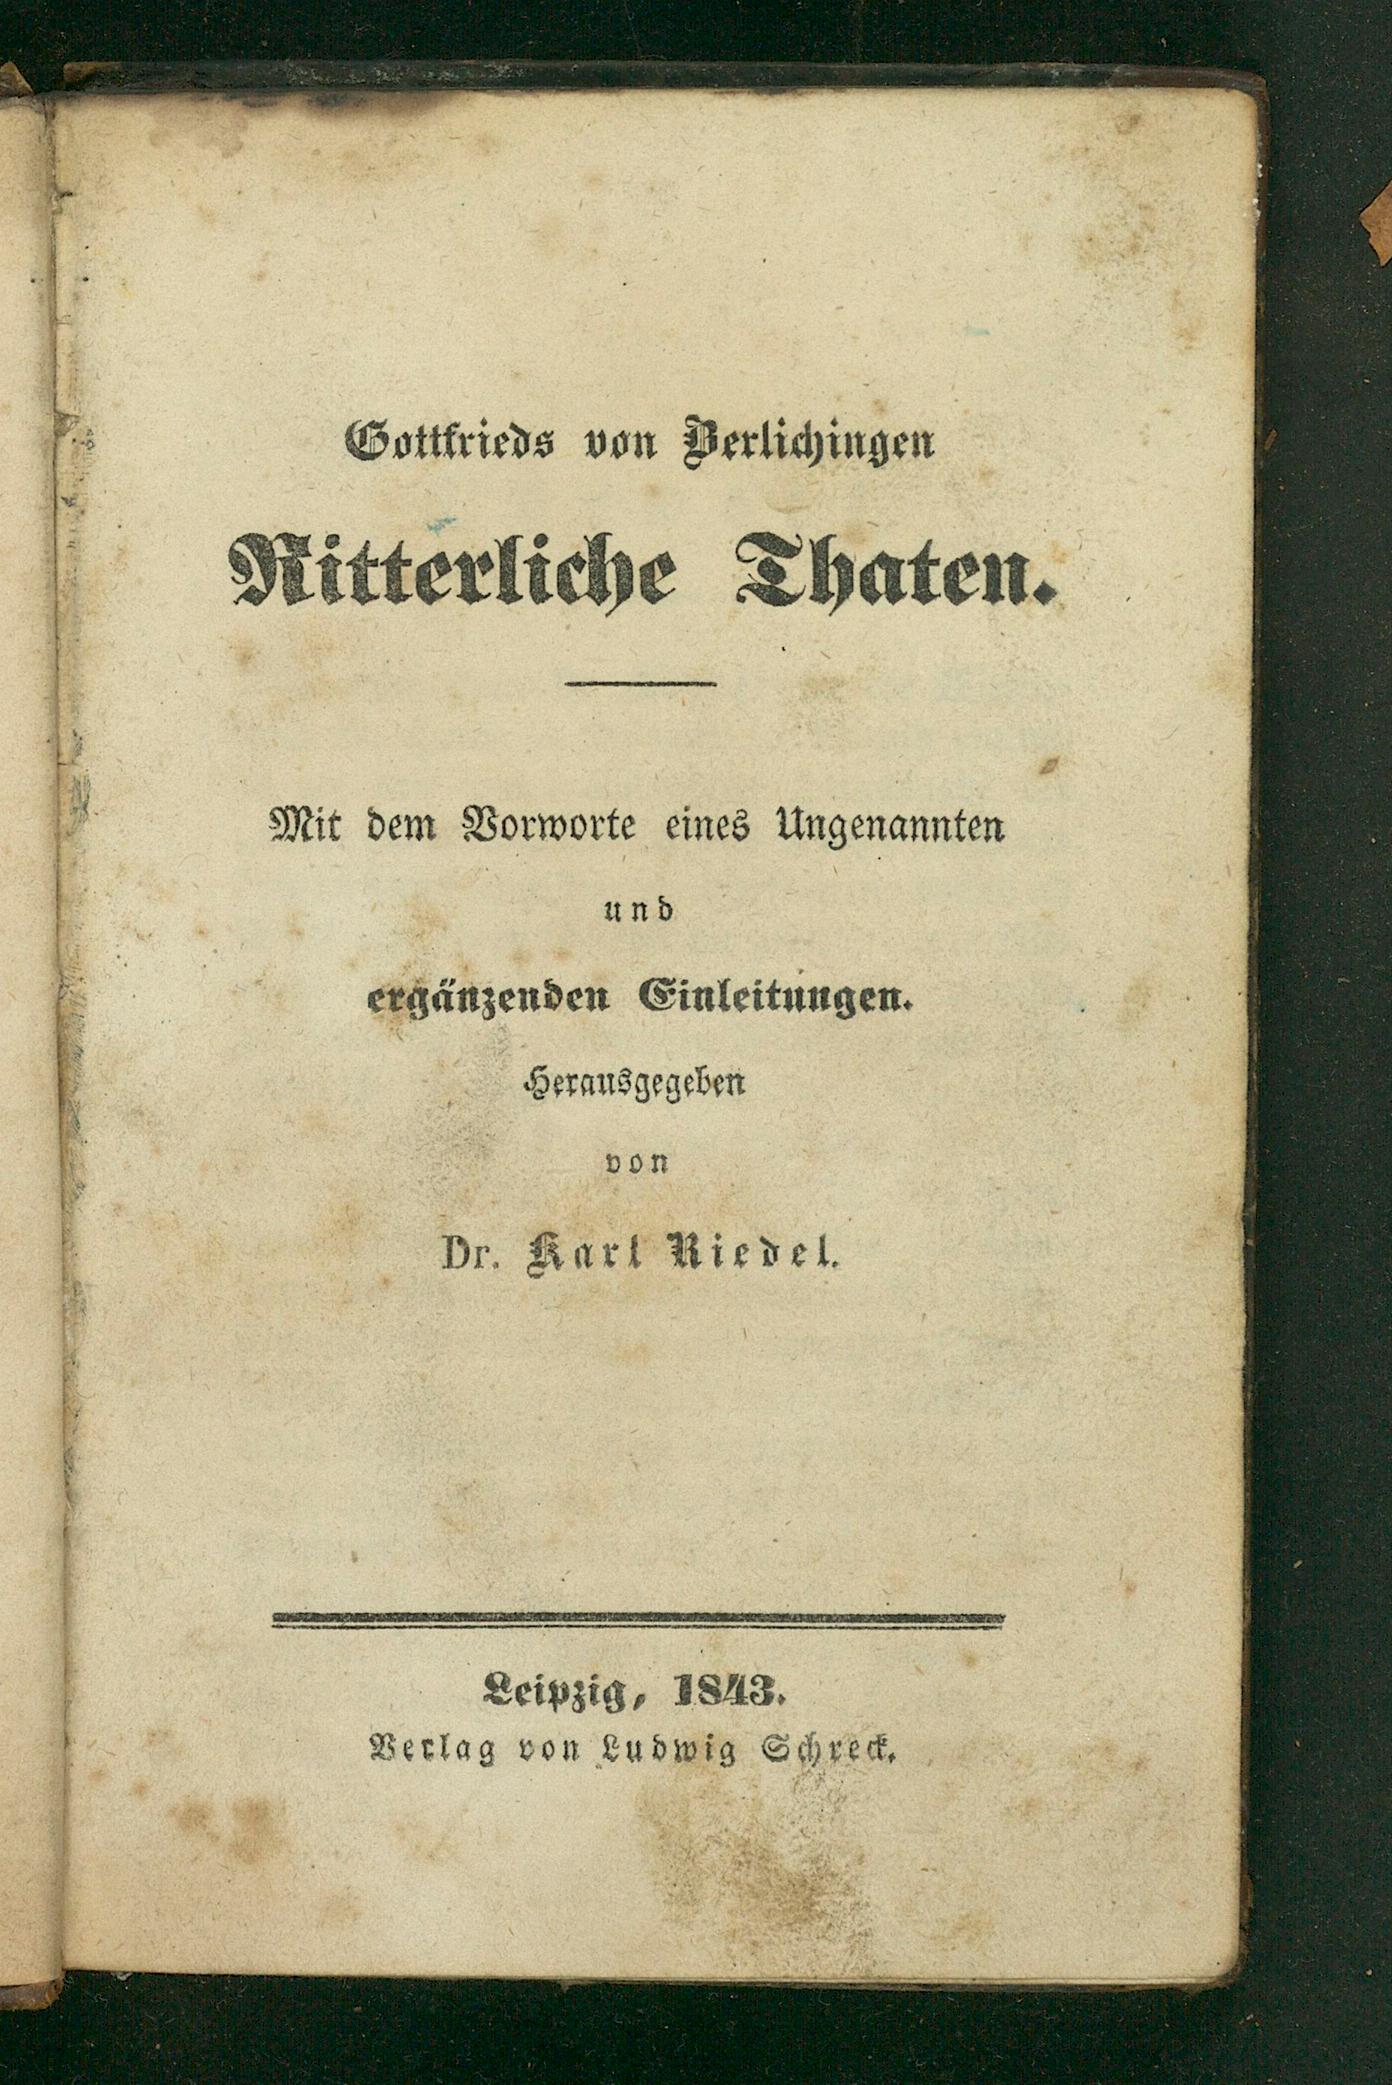 Gottfrieds von Berlichingen
Ritterliche Thaten.
Mit dem Vorworte eines Ungenannten
und
ergänzenden Einleitungen.
Herausgegeben
von
Dr. Karl Riedel.
Leipzig, 1843.
Verlag von Ludwig Schreck.